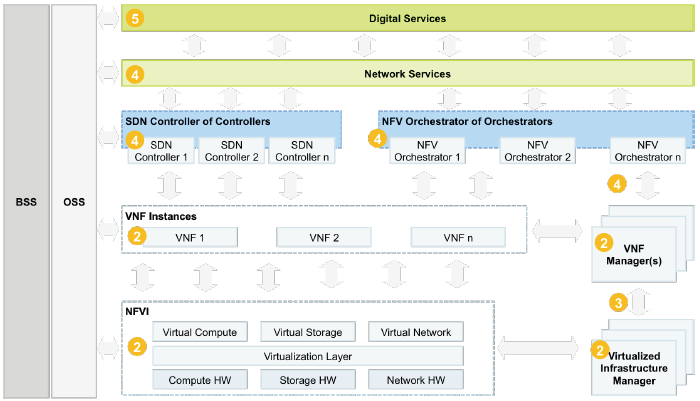 BSS
OSS
5
Digital Services
4
Network Services
SDN Controller of Controllers
4
SDN
Controller 1
SDN
Controller 2
SDN
Controller n
NFV Orchestrator of Orchestrators
4
NFV
Orchestrator 1
NFV
Orchestrator 2
NFV
Orchestrator n
4
VNF Instances
2
VNF 1
VNF 2
VNF n
2
VNF
Manager(s)
3
NFVI
2
Virtual Compute
Virtual Storage
Virtual Network
Virtualization Layer
Compute HW
Storage HW
Network HW
2
Virtualized
Infrastructure
Manager